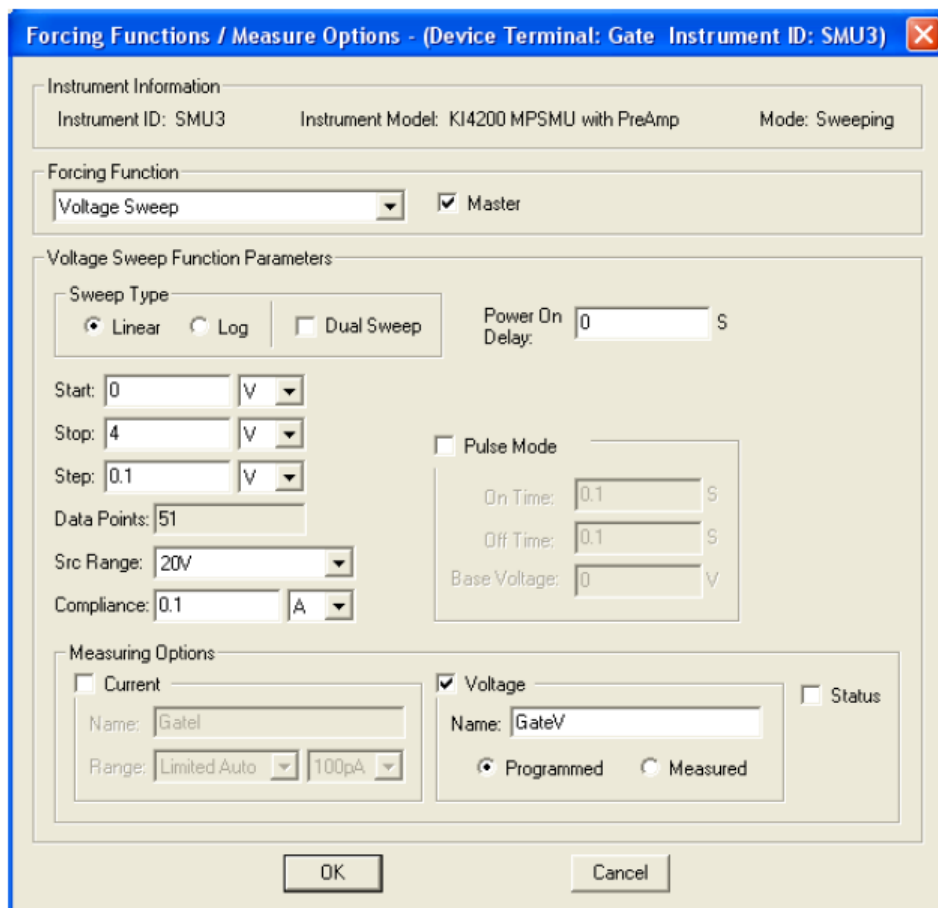 Forcing Functions / Measure Options - (Device Terminal: Gate Instrument ID: SMU3)
Instrument Information
Instrument ID: SMU3 Instrument Model: KI4200 MPSMU with PreAmp Mode: Sweeping
Forcing Function
Voltage Sweep Master
Voltage Sweep Function Parameters
Sweep Type
Linear Log Dual Sweep
Power On Delay: 0 S
Start: 0 V
Stop: 4 V
Step: 0.1 V
Data Points: 51
Src Range: 20V
Compliance: 0.1 A
Pulse Mode
On Time: 0.1 S
Off Time: 0.1 S
Base Voltage: 0 V
Measuring Options
Current
Name: GateI
Range: Limited Auto 100pA
Voltage
Name: GateV
Programmed Measured
Status
OK Cancel